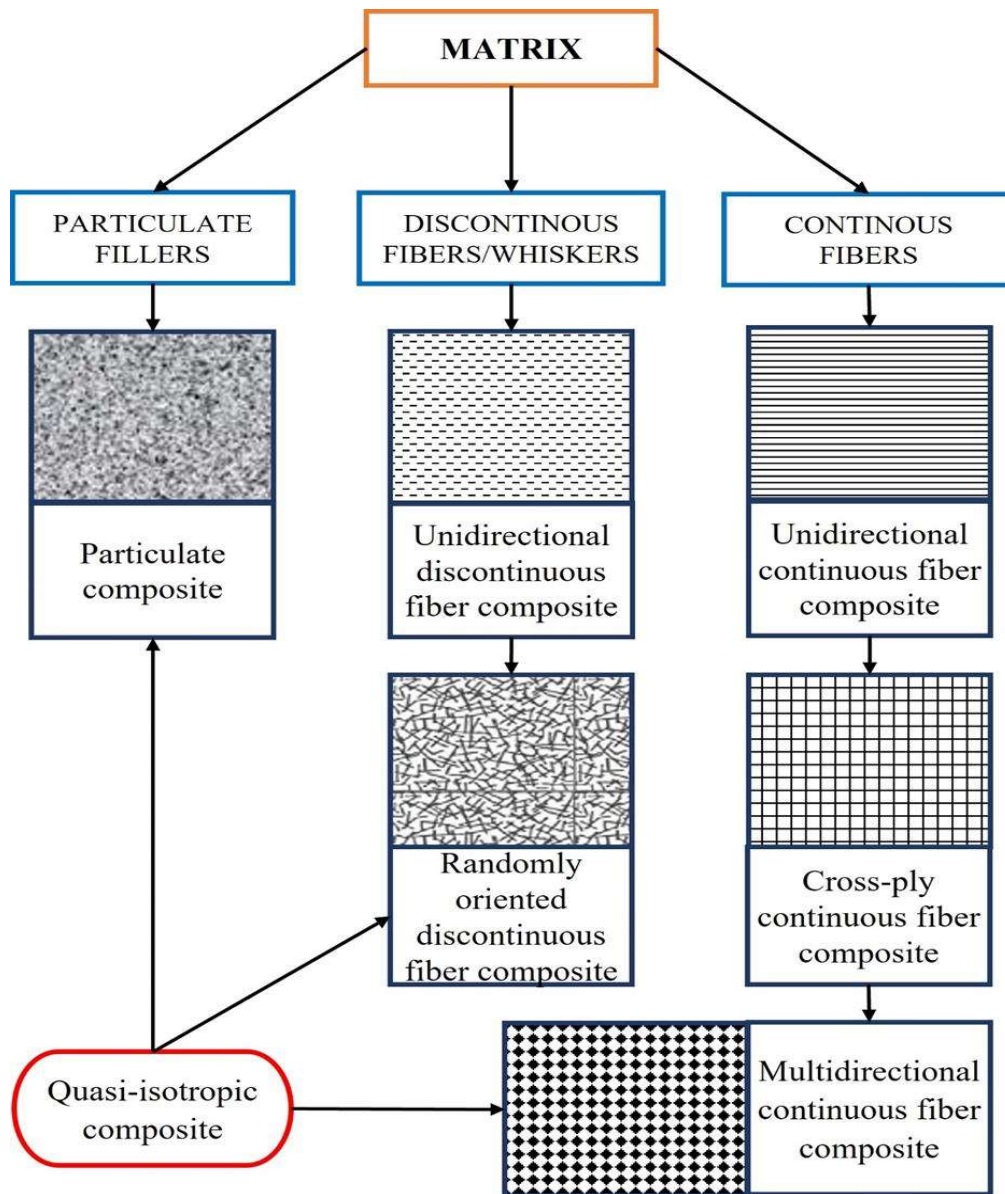 MATRIX
PARTICULATE
FILLERS
DISCONTINOUS
FIBERS/WHISKERS
CONTINOUS
FIBERS
Particulate
composite
Unidirectional
discontinuous
fiber composite
Unidirectional
continuous fiber
composite
Randomly
oriented
discontinuous
fiber composite
Cross-ply
continuous fiber
composite
Quasi-isotropic
composite
Multidirectional
continuous fiber
composite